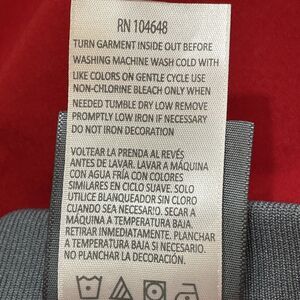 RN 104648
TURN GARMENT INSIDE OUT BEFORE
WASHING MACHINE WASH COLD WITH
LIKE COLORS ON GENTLE CYCLE USE
NON-CHLORINE BLEACH ONLY WHEN
NEEDED TUMBLE DRY LOW REMOVE
PROMPTLY LOW IRON IF NECESSARY
DO NOT IRON DECORATION
VOLTEAR LA PRENDA AL REVÉS
ANTES DE LAVAR. LAVAR A MÁQUINA
CON AGUA FRÍA CON COLORES
SIMILARES EN CICLO SUAVE. SOLO
UTILICE BLANQUEADOR SIN CLORO
CUANDO SEA NECESARIO. SECAR A
MÁQUINA A TEMPERATURA BAJA.
RETIRAR INMEDIATAMENTE. PLANCHAR
A TEMPERATURA BAJA SI NECESARIO.
NO PLANCHAR LA DECORACIÓN.